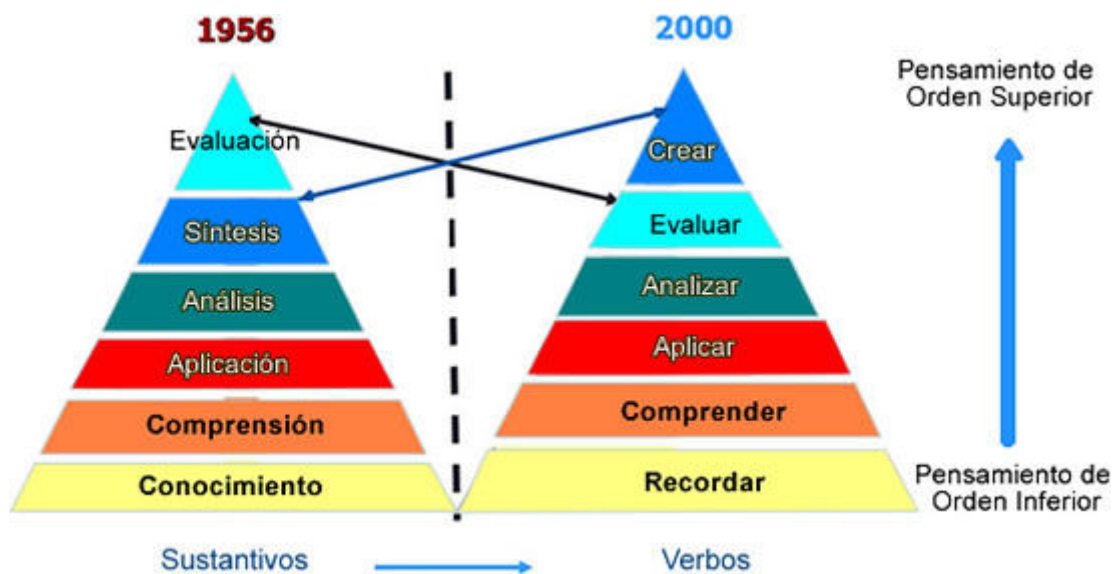 1956
2000
Pensamiento de
Orden Superior
Evaluación
Crear
Síntesis
Evaluar
Análisis
Analizar
Aplicación
Aplicar
Comprensión
Comprender
Conocimiento
Recordar
Pensamiento de
Orden Inferior
Sustantivos
Verbos